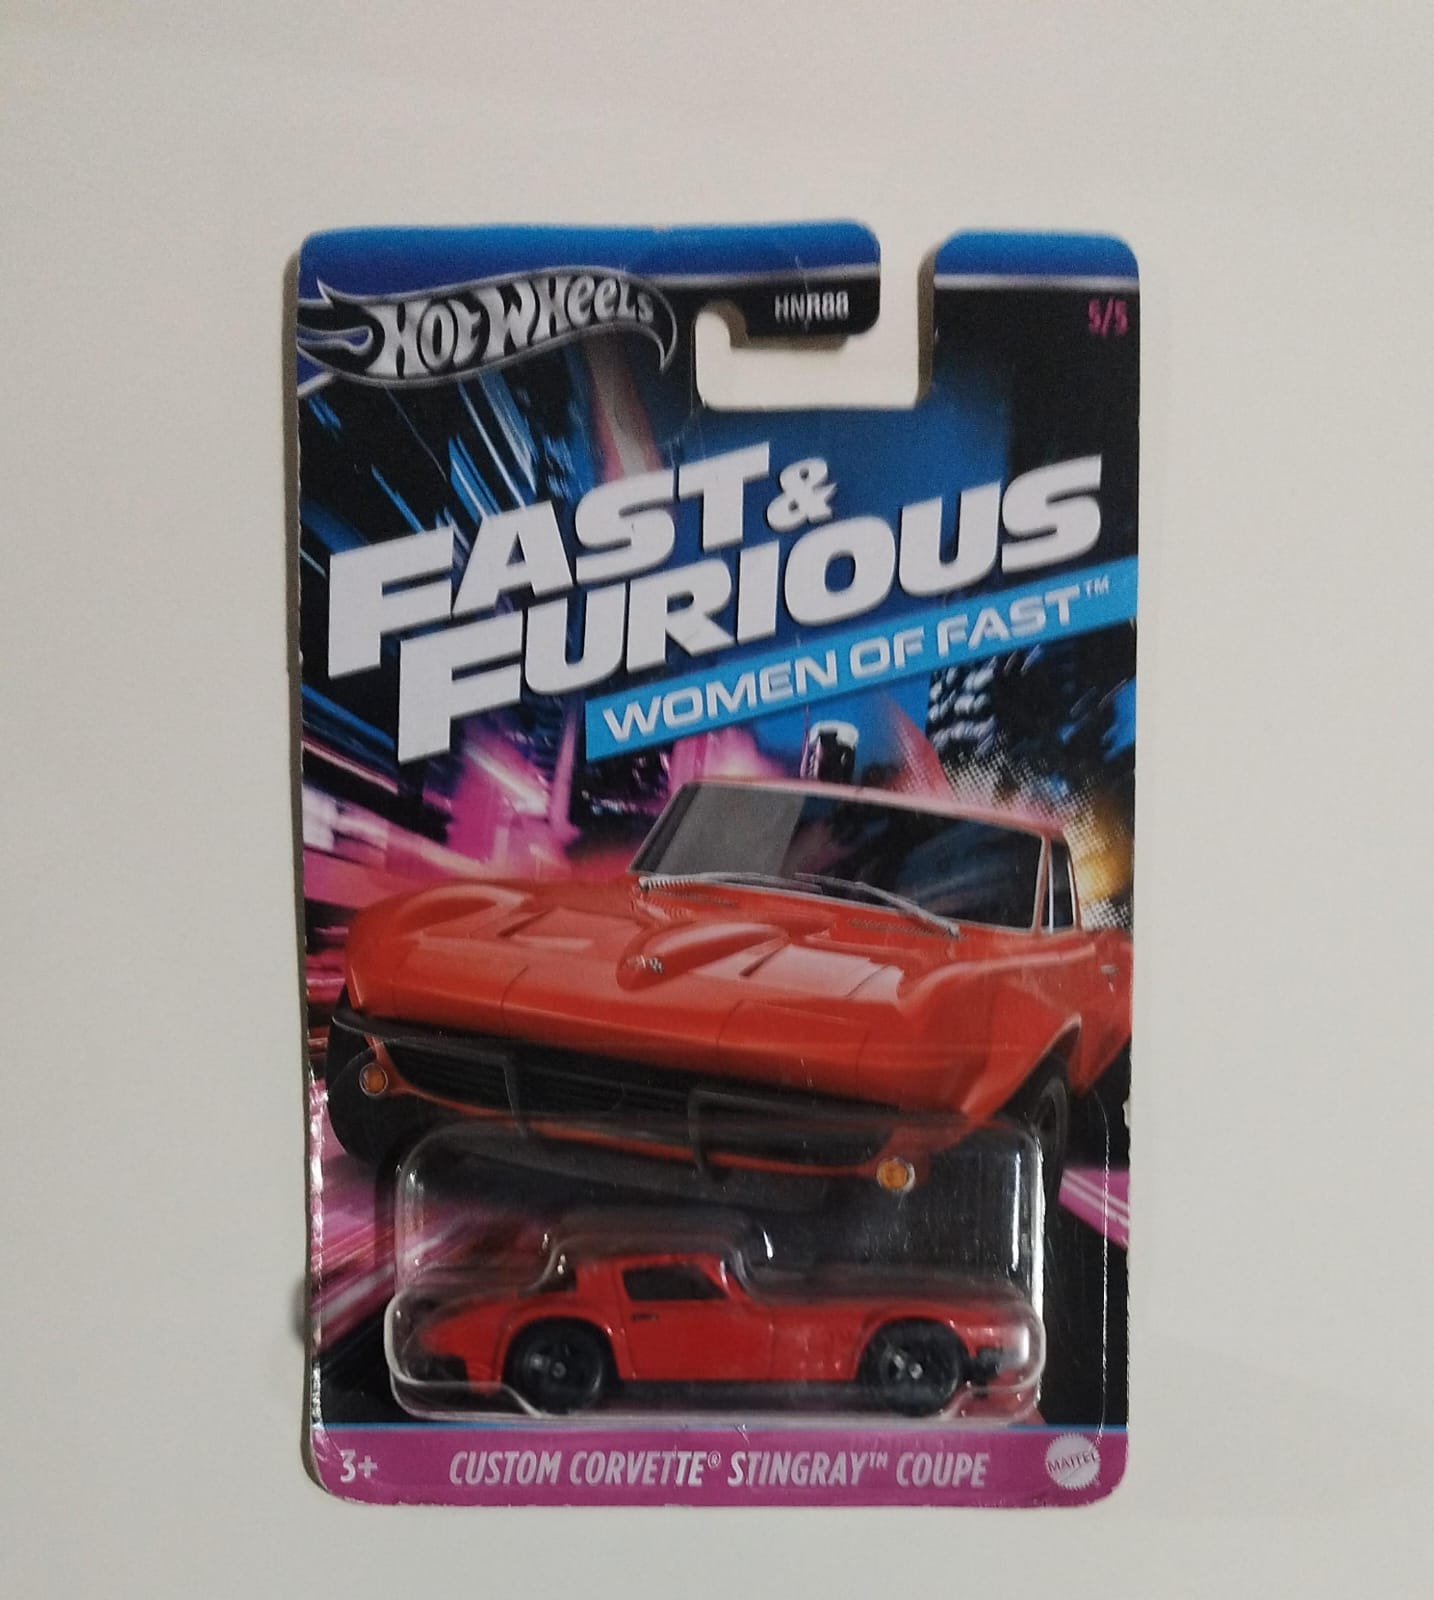 HOT WHEELS
HNR88
5/5
FAST &
FURIOUS
WOMEN OF FAST™
3+
CUSTOM CORVETTE® STINGRAY™ COUPE
MATTEL